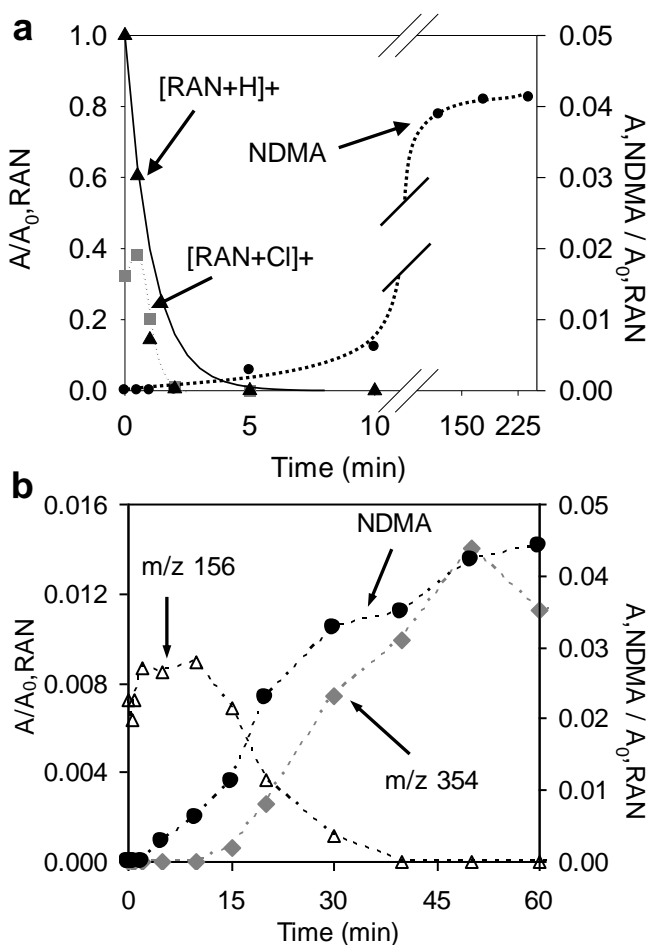 a
1.0
0.8
0.6
0.4
0.2
0.0
A/A0,RAN
[RAN+H]+
[RAN+Cl]+
NDMA
0.05
0.04
0.03
0.02
0.01
0.00
A,NDMA / A0,RAN
0
5
10
150
225
Time (min)
b
0.016
0.012
0.008
0.004
0.000
A/A0,RAN
NDMA
m/z 156
m/z 354
0.05
0.04
0.03
0.02
0.01
0.00
A,NDMA / A0,RAN
0
15
30
45
60
Time (min)